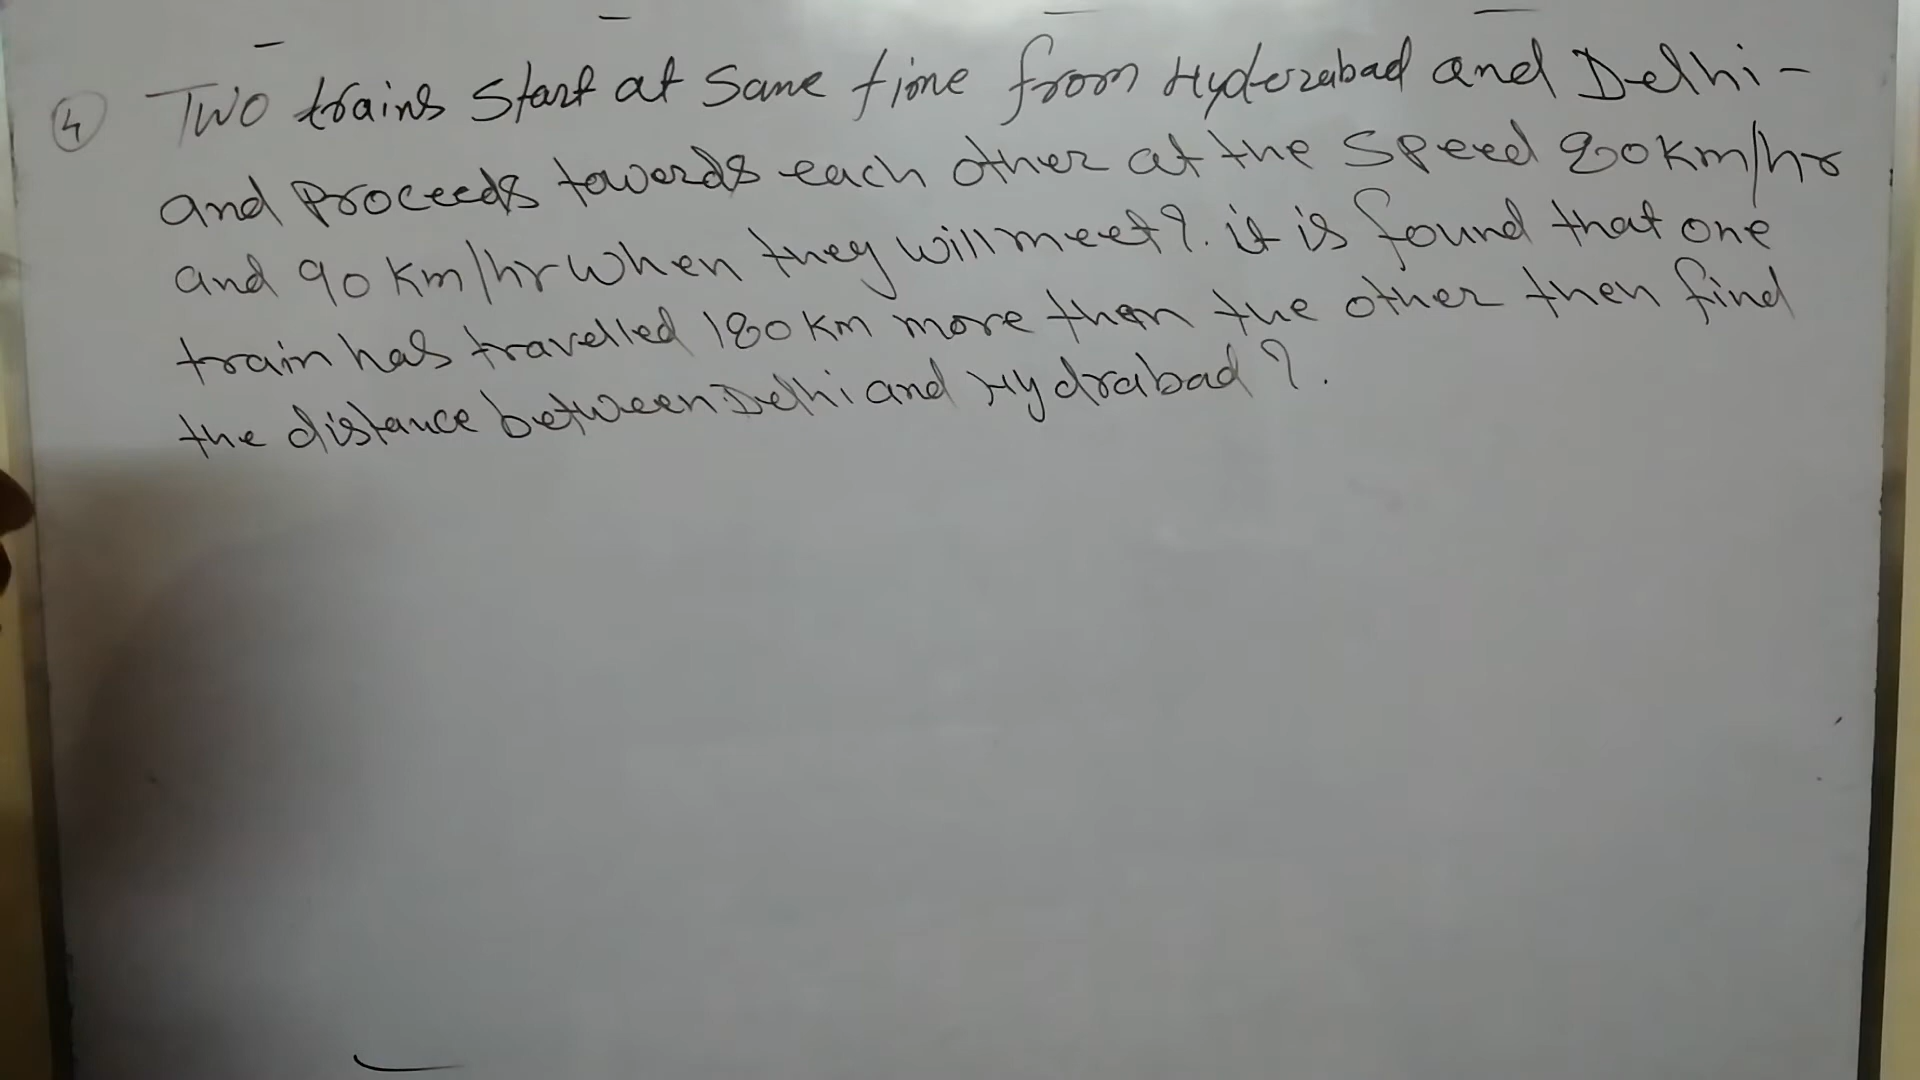 ④ Two trains start at same time from Hyderabad and Delhi -
and proceeds towards each other at the speed 80 km/hr
and 90 km/hr when they will meet?. it is found that one
train has travelled 180 km more than the other then find
the distance between Delhi and Hydrabad ?.